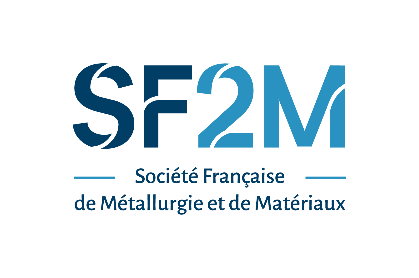 SF2M
Société Française
de Métallurgie et de Matériaux